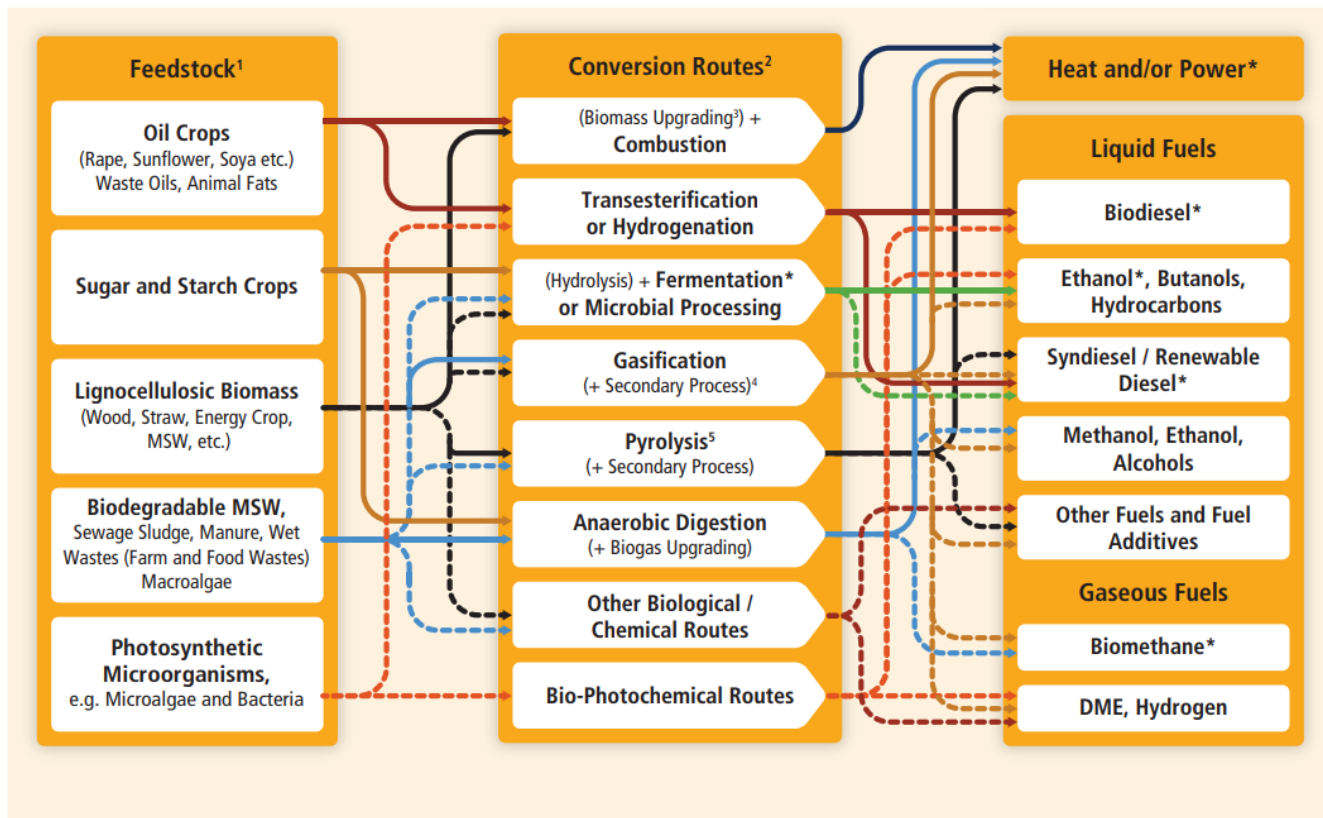 Feedstock¹
Oil Crops
(Rape, Sunflower, Soya etc.)
Waste Oils, Animal Fats
Sugar and Starch Crops
Lignocellulosic Biomass
(Wood, Straw, Energy Crop,
MSW, etc.)
Biodegradable MSW,
Sewage Sludge, Manure, Wet
Wastes (Farm and Food Wastes)
Macroalgae
Photosynthetic
Microorganisms,
e.g. Microalgae and Bacteria
Conversion Routes²
(Biomass Upgrading³) +
Combustion
Transesterification
or Hydrogenation
(Hydrolysis) + Fermentation*
or Microbial Processing
Gasification
(+ Secondary Process)⁴
Pyrolysis⁵
(+ Secondary Process)
Anaerobic Digestion
(+ Biogas Upgrading)
Other Biological /
Chemical Routes
Bio-Photochemical Routes
Heat and/or Power*
Liquid Fuels
Biodiesel*
Ethanol*, Butanols,
Hydrocarbons
Syndiesel / Renewable
Diesel*
Methanol, Ethanol,
Alcohols
Other Fuels and Fuel
Additives
Gaseous Fuels
Biomethane*
DME, Hydrogen